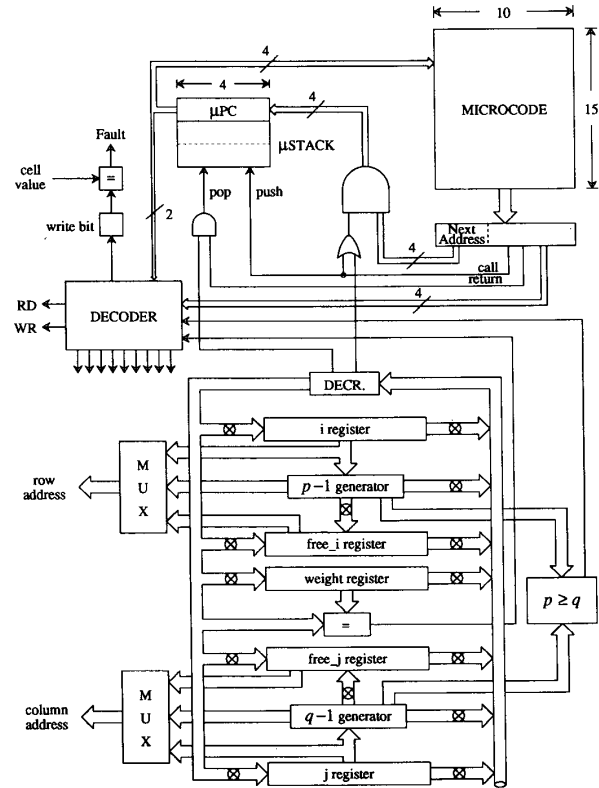 10
4
MICROCODE
15
4
μPC
4
μSTACK
Fault
cell
value
=
pop
push
write bit
2
Next
Address
4
call
return
4
RD
WR
DECODER
DECR.
i register
M
U
X
row
address
p−1 generator
free_i register
weight register
p ≥ q
=
free_j register
M
U
X
column
address
q−1 generator
j register